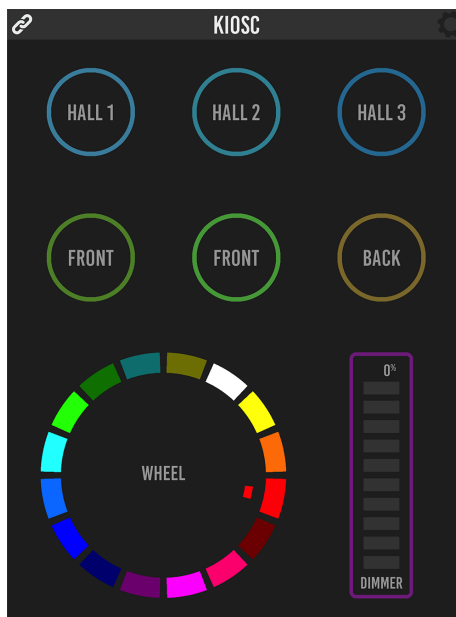 KIOSC
HALL 1
HALL 2
HALL 3
FRONT
FRONT
BACK
WHEEL
0%
DIMMER